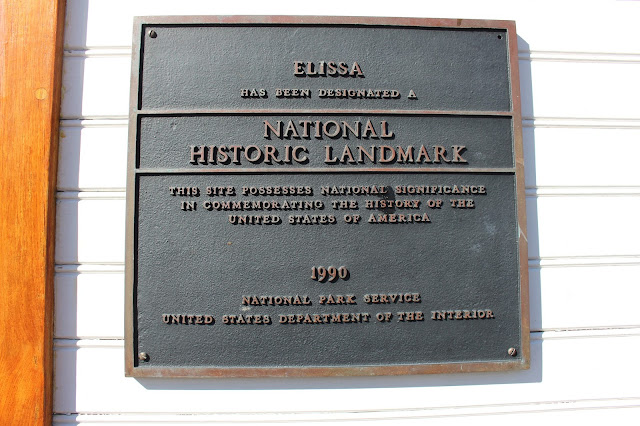 ELISSA
HAS BEEN DESIGNATED A
NATIONAL
HISTORIC LANDMARK
THIS SITE POSSESSES NATIONAL SIGNIFICANCE
IN COMMEMORATING THE HISTORY OF THE
UNITED STATES OF AMERICA
1990
NATIONAL PARK SERVICE
UNITED STATES DEPARTMENT OF THE INTERIOR